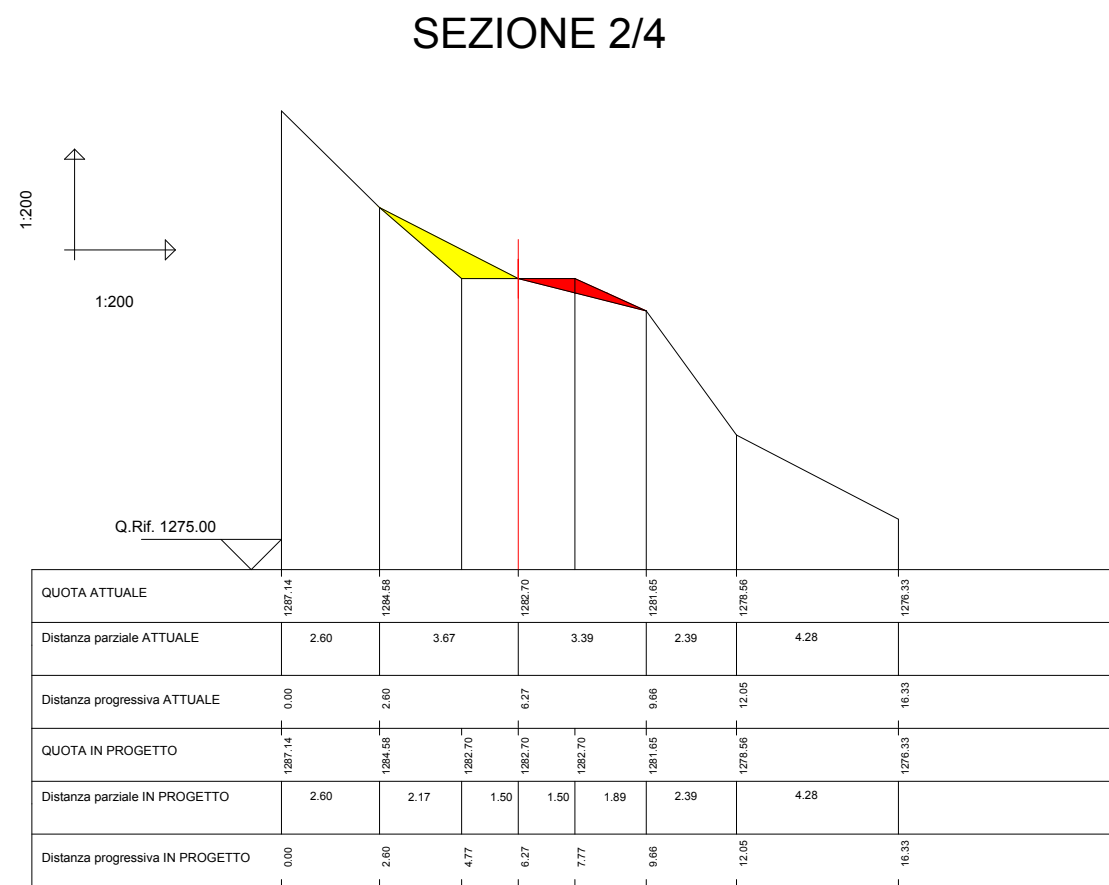 SEZIONE 2/4
1:200
1:200
Q.Rif. 1275.00
QUOTA ATTUALE 1287.14 1284.58 1282.70 1281.65 1278.56 1276.33
Distanza parziale ATTUALE 2.60 3.67 3.39 2.39 4.28
Distanza progressiva ATTUALE 0.00 2.60 6.27 9.66 12.05 16.33
QUOTA IN PROGETTO 1287.14 1284.58 1282.70 1282.70 1282.70 1281.65 1278.56 1276.33
Distanza parziale IN PROGETTO 2.60 2.17 1.50 1.50 1.89 2.39 4.28
Distanza progressiva IN PROGETTO 0.00 2.60 4.77 6.27 7.77 9.66 12.05 16.33